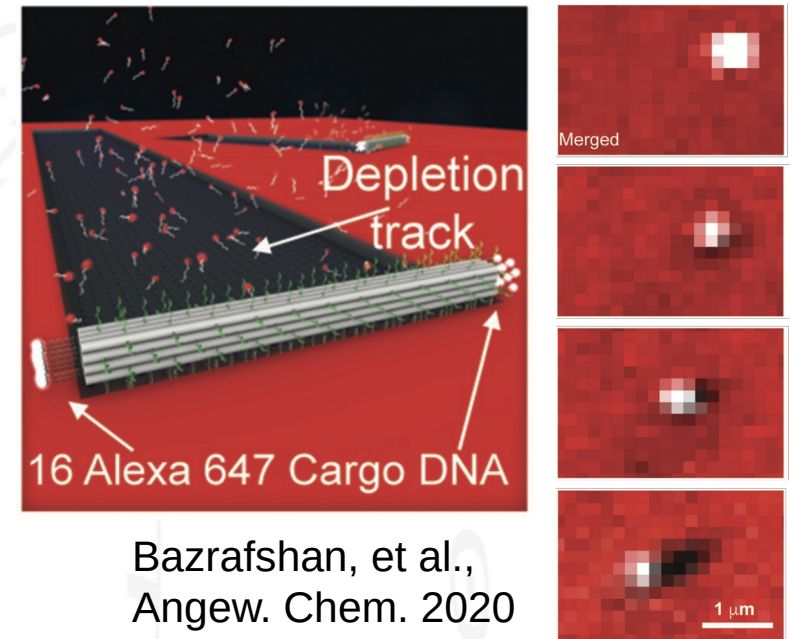 Depletion
track
16 Alexa 647 Cargo DNA
Merged
1 μm
Bazrafshan, et al.,
Angew. Chem. 2020